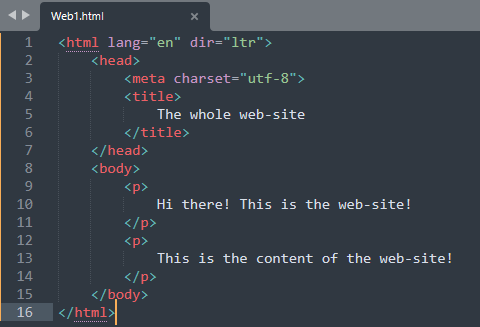 Web1.html
1 <html lang="en" dir="ltr">
2 <head>
3 <meta charset="utf-8">
4 <title>
5 The whole web-site
6 </title>
7 </head>
8 <body>
9 <p>
10 Hi there! This is the web-site!
11 </p>
12 <p>
13 This is the content of the web-site!
14 </p>
15 </body>
16 </html>